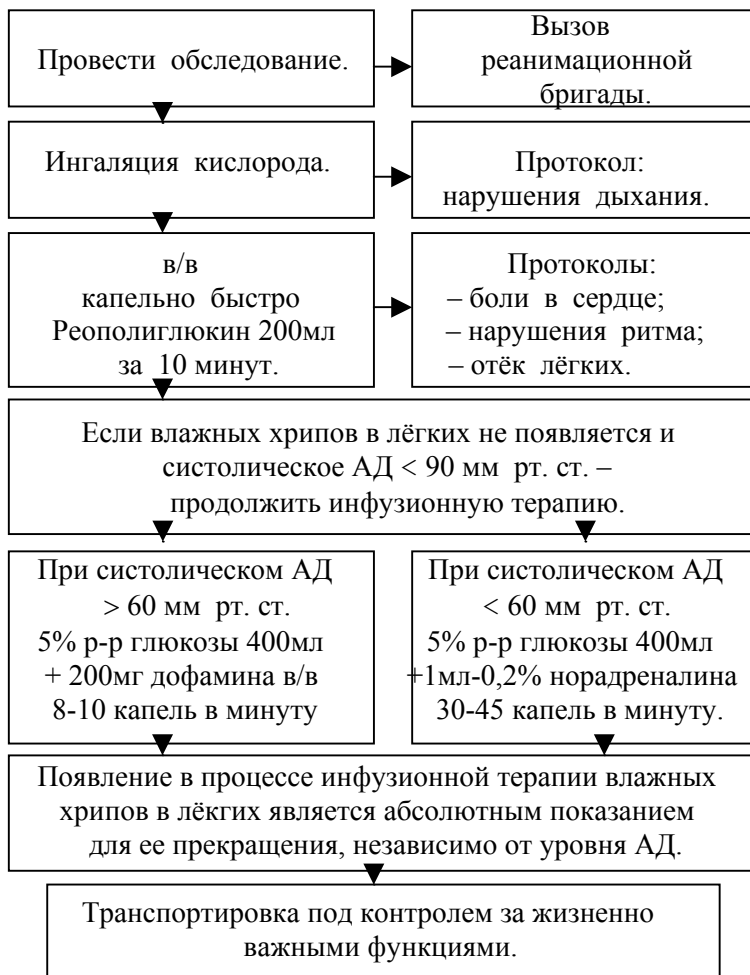 Провести обследование.
Вызов
реанимационной
бригады.
Ингаляция кислорода.
Протокол:
нарушения дыхания.
в/в
капельно быстро
Реополиглюкин 200мл
за 10 минут.
Протоколы:
– боли в сердце;
– нарушения ритма;
– отёк лёгких.
Если влажных хрипов в лёгких не появляется и
систолическое АД < 90 мм рт. ст. –
продолжить инфузионную терапию.
При систолическом АД
> 60 мм рт. ст.
5% р-р глюкозы 400мл
+ 200мг дофамина в/в
8-10 капель в минуту
При систолическом АД
< 60 мм рт. ст.
5% р-р глюкозы 400мл
+1мл-0,2% норадреналина
30-45 капель в минуту.
Появление в процессе инфузионной терапии влажных
хрипов в лёкгих является абсолютным показанием
для ее прекращения, независимо от уровня АД.
Транспортировка под контролем за жизненно
важными функциями.